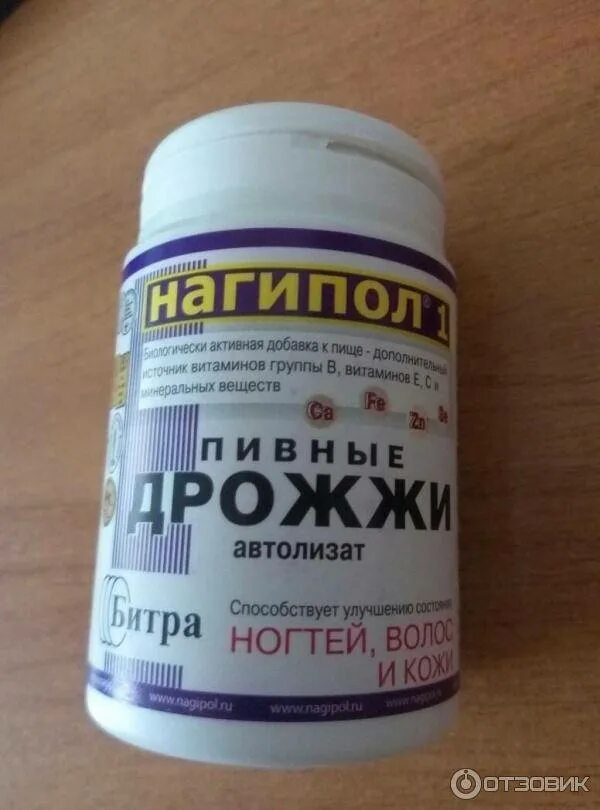 НАГИПОЛ® 1
Биологически активная добавка к пище - дополнительный
источник витаминов группы В, витаминов Е, С и
минеральных веществ
Ca Fe Zn Se
ПИВНЫЕ
ДРОЖЖИ
автолизат
Битра
Способствует улучшению состояния
НОГТЕЙ, ВОЛОС
И КОЖИ
www.nagipol.ru www.nagipol.ru www.nagipol.ru
ОТЗОВИК